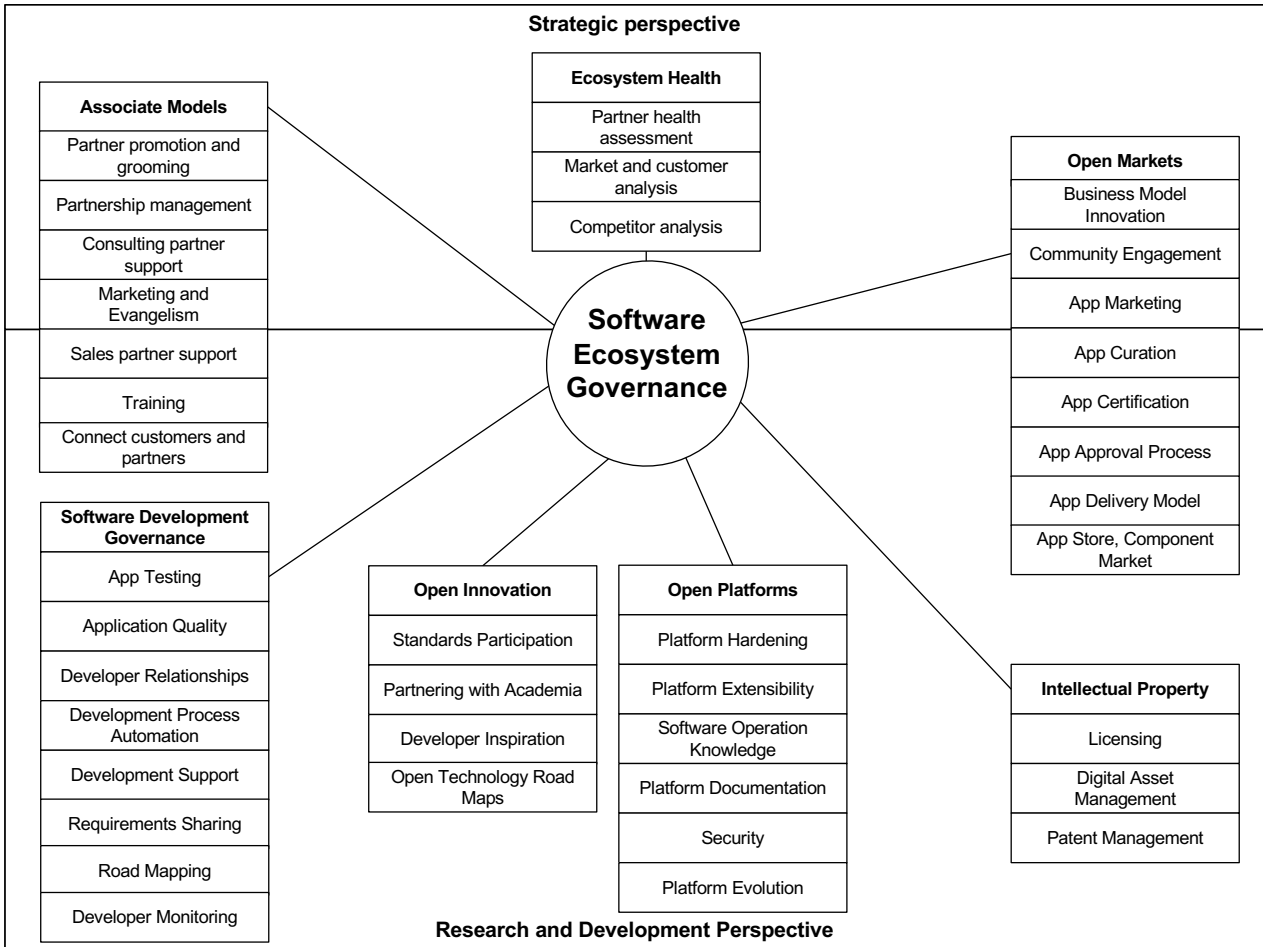 Strategic perspective
Ecosystem Health
Partner health
assessment
Market and customer
analysis
Competitor analysis
Associate Models
Partner promotion and
grooming
Partnership management
Consulting partner
support
Marketing and
Evangelism
Sales partner support
Training
Connect customers and
partners
Open Markets
Business Model
Innovation
Community Engagement
App Marketing
App Curation
App Certification
App Approval Process
App Delivery Model
App Store, Component
Market
Software
Ecosystem
Governance
Software Development
Governance
App Testing
Application Quality
Developer Relationships
Development Process
Automation
Development Support
Requirements Sharing
Road Mapping
Developer Monitoring
Open Innovation
Standards Participation
Partnering with Academia
Developer Inspiration
Open Technology Road
Maps
Open Platforms
Platform Hardening
Platform Extensibility
Software Operation
Knowledge
Platform Documentation
Security
Platform Evolution
Intellectual Property
Licensing
Digital Asset
Management
Patent Management
Research and Development Perspective